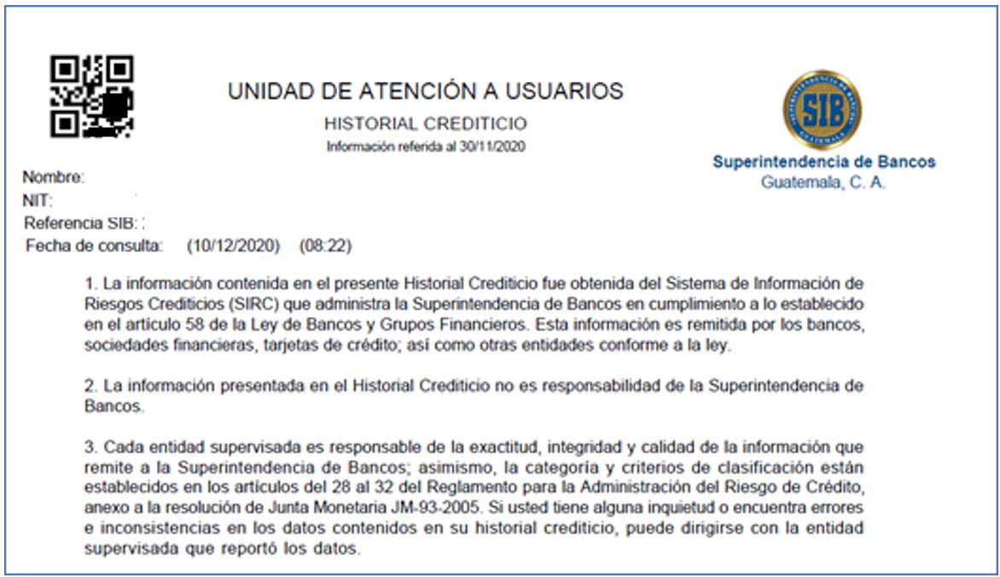 UNIDAD DE ATENCIÓN A USUARIOS
HISTORIAL CREDITICIO
Información referida al 30/11/2020
SUPERINTENDENCIA DE BANCOS
SIB
GUATEMALA
Superintendencia de Bancos
Guatemala, C. A.
Nombre:
NIT:
Referencia SIB:
Fecha de consulta: (10/12/2020) (08:22)
1. La información contenida en el presente Historial Crediticio fue obtenida del Sistema de Información de
Riesgos Crediticios (SIRC) que administra la Superintendencia de Bancos en cumplimiento a lo establecido
en el artículo 58 de la Ley de Bancos y Grupos Financieros. Esta información es remitida por los bancos,
sociedades financieras, tarjetas de crédito; así como otras entidades conforme a la ley.
2. La información presentada en el Historial Crediticio no es responsabilidad de la Superintendencia de
Bancos.
3. Cada entidad supervisada es responsable de la exactitud, integridad y calidad de la información que
remite a la Superintendencia de Bancos; asimismo, la categoría y criterios de clasificación están
establecidos en los artículos del 28 al 32 del Reglamento para la Administración del Riesgo de Crédito,
anexo a la resolución de Junta Monetaria JM-93-2005. Si usted tiene alguna inquietud o encuentra errores
e inconsistencias en los datos contenidos en su historial crediticio, puede dirigirse con la entidad
supervisada que reportó los datos.